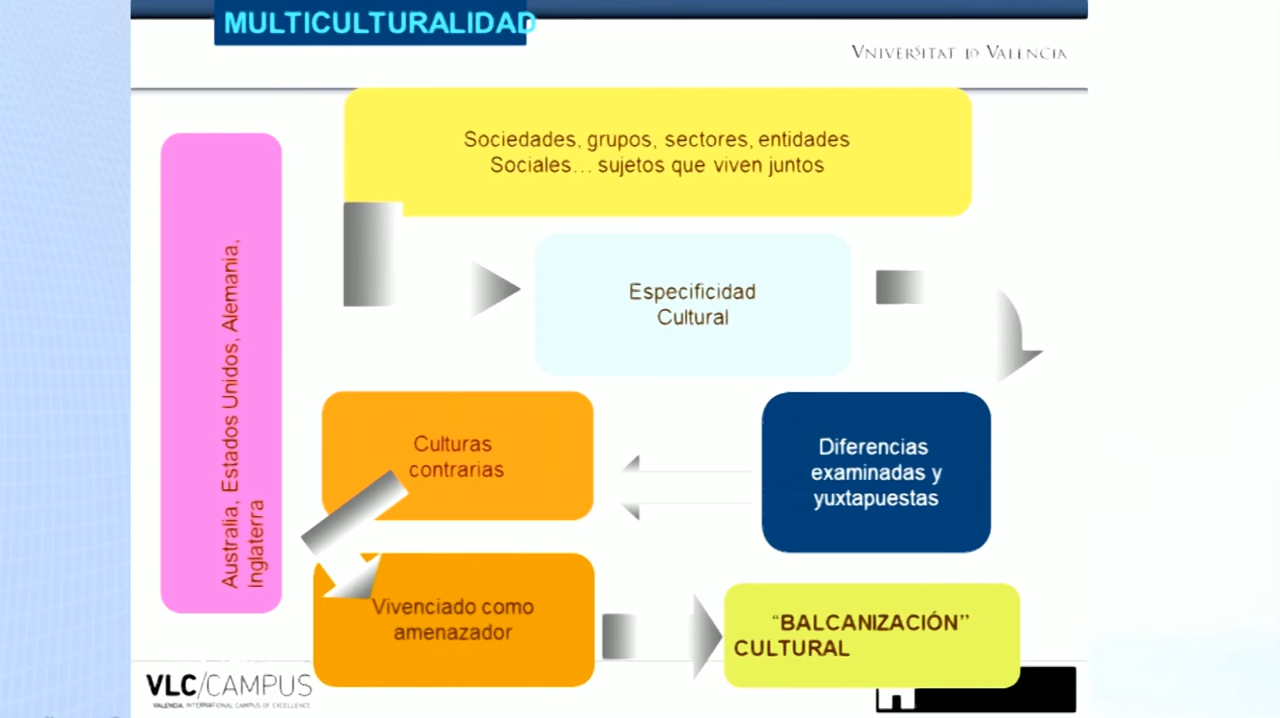 MULTICULTURALIDAD
VNIVERSITAT ID VALENCIA
Sociedades, grupos, sectores, entidades
Sociales… sujetos que viven juntos
Australia, Estados Unidos, Alemania,
Inglaterra
Especificidad
Cultural
Culturas
contrarias
Diferencias
examinadas y
yuxtapuestas
Vivenciado como
amenazador
“BALCANIZACIÓN”
CULTURAL
VLC/CAMPUS
VALENCIA, INTERNATIONAL CAMPUS OF EXCELLENCE